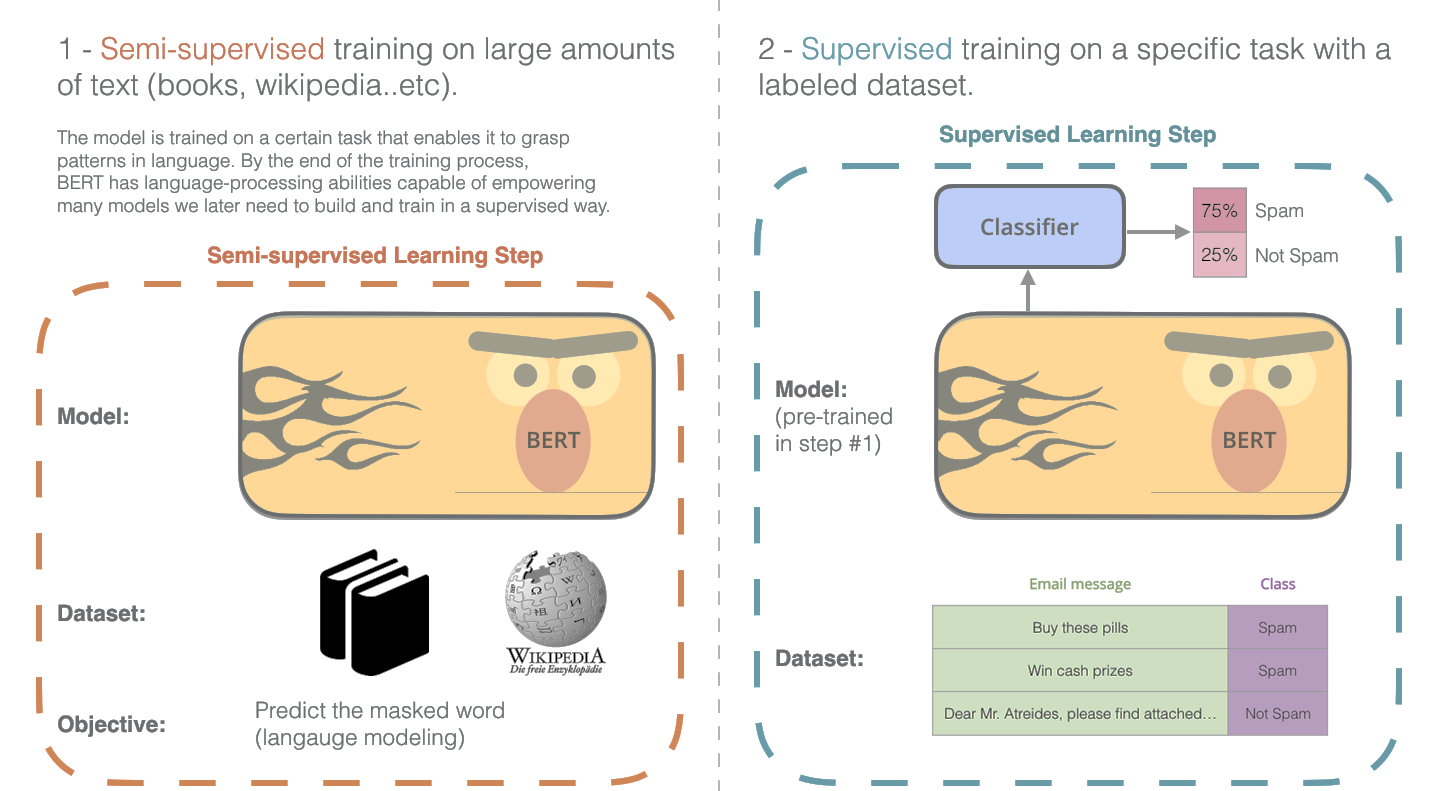 1 - Semi-supervised training on large amounts
of text (books, wikipedia..etc).
The model is trained on a certain task that enables it to grasp
patterns in language. By the end of the training process,
BERT has language-processing abilities capable of empowering
many models we later need to build and train in a supervised way.
Semi-supervised Learning Step
Model:
BERT
Dataset:
WIKIPEDIA
Die freie Enzyklopädie
Objective:
Predict the masked word
(langauge modeling)
2 - Supervised training on a specific task with a
labeled dataset.
Supervised Learning Step
Classifier
75% Spam
25% Not Spam
Model:
(pre-trained
in step #1)
BERT
Dataset:
Email message Class
Buy these pills Spam
Win cash prizes Spam
Dear Mr. Atreides, please find attached... Not Spam